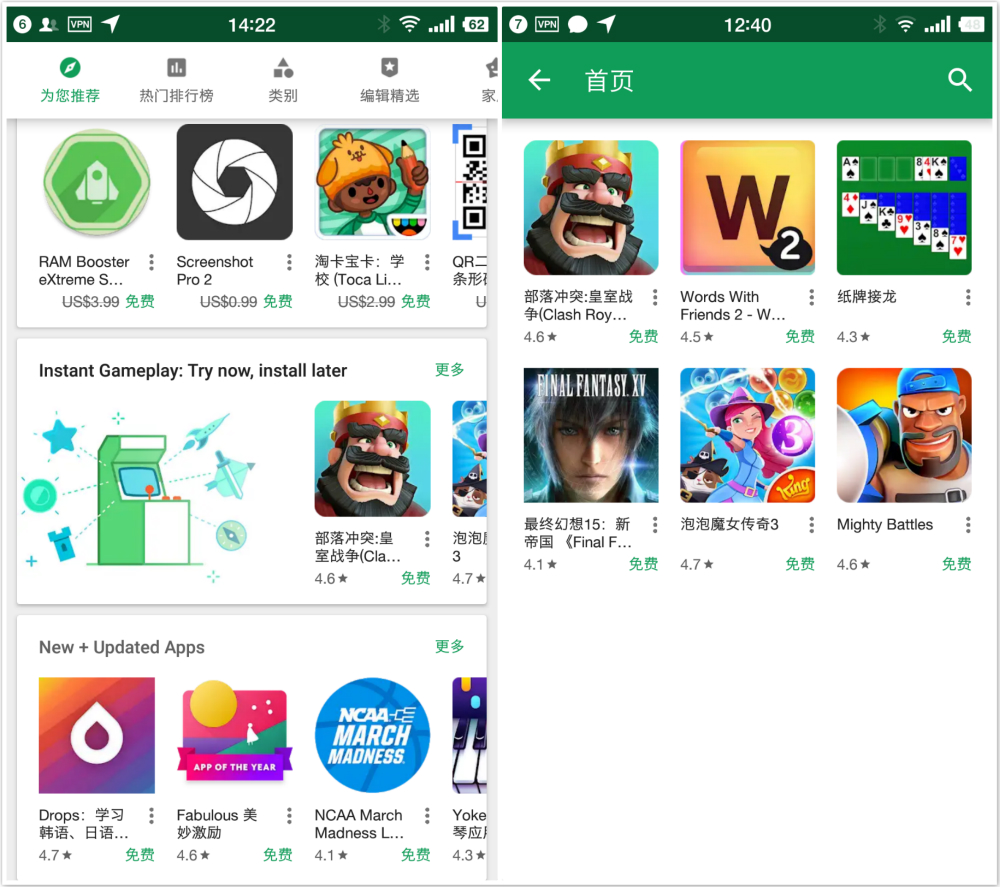 6 VPN 14:22 62
为您推荐 热门排行榜 类别 编辑精选 家
RAM Booster
eXtreme S...
US$3.99 免费
Screenshot
Pro 2
US$0.99 免费
淘卡宝卡：学
校 (Toca Li...
US$2.99 免费
QR二
条形
U
Instant Gameplay: Try now, install later 更多
部落冲突:皇
室战争(Cla...
4.6★ 免费
泡泡
3
4.7★
New + Updated Apps 更多
APP OF THE YEAR
NCAA
MARCH
MADNESS
Drops：学习
韩语、日语...
4.7★ 免费
Fabulous 美
妙激励
4.6★ 免费
NCAA March
Madness L...
4.1★ 免费
Yoke
琴应
4.3★
7 VPN 12:40 48
首页
W
2
A 8 4 K
4 J K 9 3 8 7
部落冲突:皇室战
争(Clash Roy...
4.6★ 免费
Words With
Friends 2 - W...
4.5★ 免费
纸牌接龙
4.3★ 免费
FINAL FANTASY XV
3
King
最终幻想15：新
帝国 《Final F...
4.1★ 免费
泡泡魔女传奇3
4.7★ 免费
Mighty Battles
4.6★ 免费